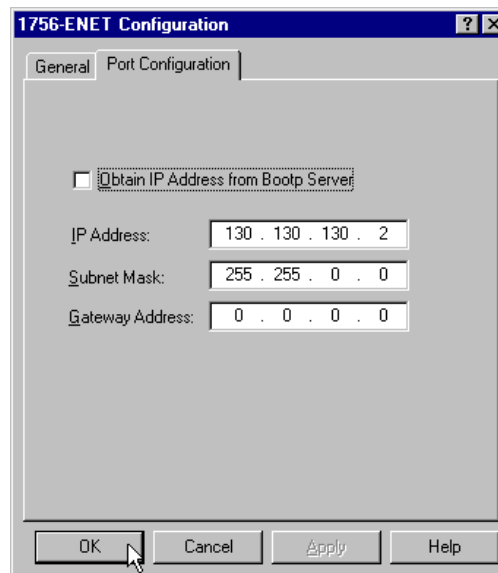 1756-ENET Configuration
General Port Configuration
Obtain IP Address from Bootp Server
IP Address: 130 . 130 . 130 . 2
Subnet Mask: 255 . 255 . 0 . 0
Gateway Address: 0 . 0 . 0 . 0
OK Cancel Apply Help